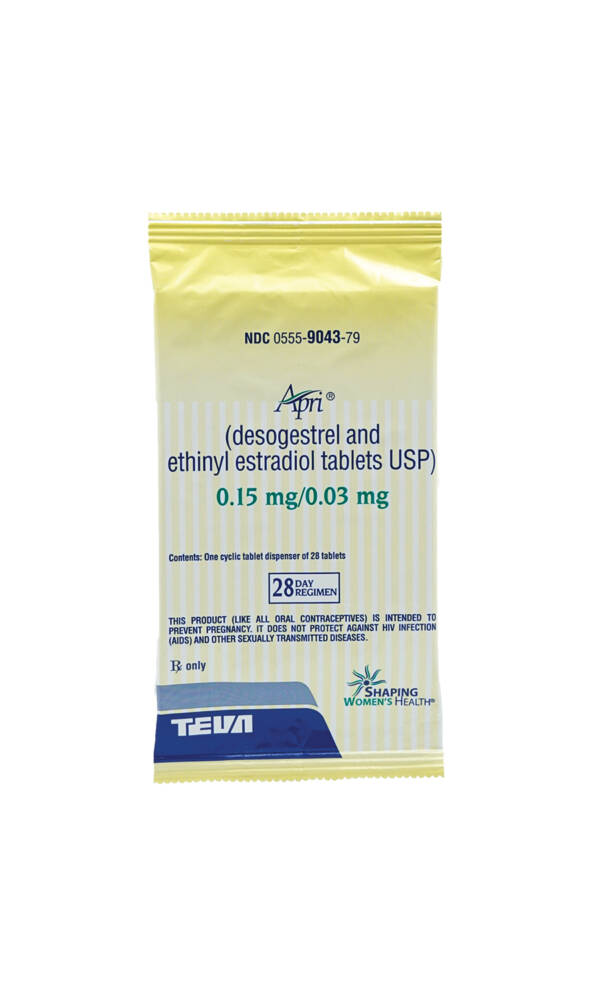 NDC 0555-9043-79
Apri®
(desogestrel and
ethinyl estradiol tablets USP)
0.15 mg/0.03 mg
Contents: One cyclic tablet dispenser of 28 tablets
28 DAY
REGIMEN
THIS PRODUCT (LIKE ALL ORAL CONTRACEPTIVES) IS INTENDED TO
PREVENT PREGNANCY. IT DOES NOT PROTECT AGAINST HIV INFECTION
(AIDS) AND OTHER SEXUALLY TRANSMITTED DISEASES.
℞ only
SHAPING
WOMEN'S HEALTH®
TEVA